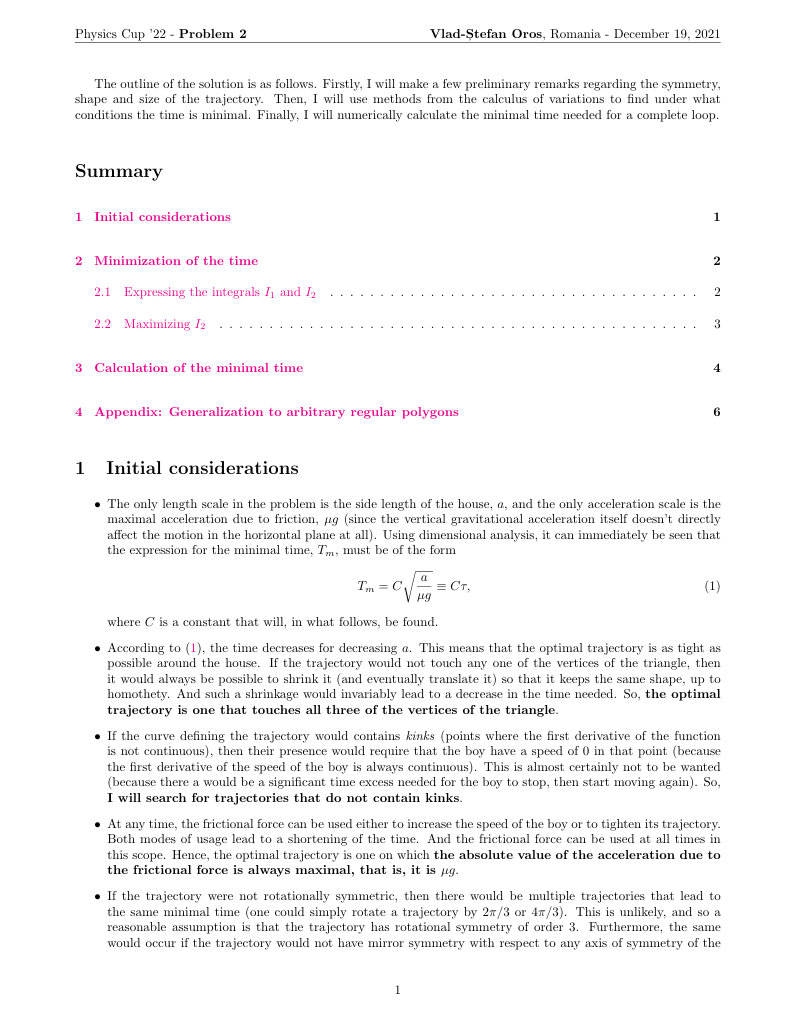 Physics Cup '22 - Problem 2 Vlad-Ștefan Oros, Romania - December 19, 2021
The outline of the solution is as follows. Firstly, I will make a few preliminary remarks regarding the symmetry,
shape and size of the trajectory. Then, I will use methods from the calculus of variations to find under what
conditions the time is minimal. Finally, I will numerically calculate the minimal time needed for a complete loop.
Summary
1 Initial considerations 1
2 Minimization of the time 2
2.1 Expressing the integrals I₁ and I₂ . . . . . . . . . . . . . . . . . . . . . . . . . . . . . . . . . . . . . 2
2.2 Maximizing I₂ . . . . . . . . . . . . . . . . . . . . . . . . . . . . . . . . . . . . . . . . . . . . . . . . 3
3 Calculation of the minimal time 4
4 Appendix: Generalization to arbitrary regular polygons 6
1 Initial considerations
• The only length scale in the problem is the side length of the house, a, and the only acceleration scale is the
maximal acceleration due to friction, μg (since the vertical gravitational acceleration itself doesn't directly
affect the motion in the horizontal plane at all). Using dimensional analysis, it can immediately be seen that
the expression for the minimal time, Tₘ, must be of the form
Tₘ = C√(a/μg) ≡ Cτ, (1)
where C is a constant that will, in what follows, be found.
• According to (1), the time decreases for decreasing a. This means that the optimal trajectory is as tight as
possible around the house. If the trajectory would not touch any one of the vertices of the triangle, then
it would always be possible to shrink it (and eventually translate it) so that it keeps the same shape, up to
homothety. And such a shrinkage would invariably lead to a decrease in the time needed. So, the optimal
trajectory is one that touches all three of the vertices of the triangle.
• If the curve defining the trajectory would contains kinks (points where the first derivative of the function
is not continuous), then their presence would require that the boy have a speed of 0 in that point (because
the first derivative of the speed of the boy is always continuous). This is almost certainly not to be wanted
(because there a would be a significant time excess needed for the boy to stop, then start moving again). So,
I will search for trajectories that do not contain kinks.
• At any time, the frictional force can be used either to increase the speed of the boy or to tighten its trajectory.
Both modes of usage lead to a shortening of the time. And the frictional force can be used at all times in
this scope. Hence, the optimal trajectory is one on which the absolute value of the acceleration due to
the frictional force is always maximal, that is, it is μg.
• If the trajectory were not rotationally symmetric, then there would be multiple trajectories that lead to
the same minimal time (one could simply rotate a trajectory by 2π/3 or 4π/3). This is unlikely, and so a
reasonable assumption is that the trajectory has rotational symmetry of order 3. Furthermore, the same
would occur if the trajectory would not have mirror symmetry with respect to any axis of symmetry of the
1